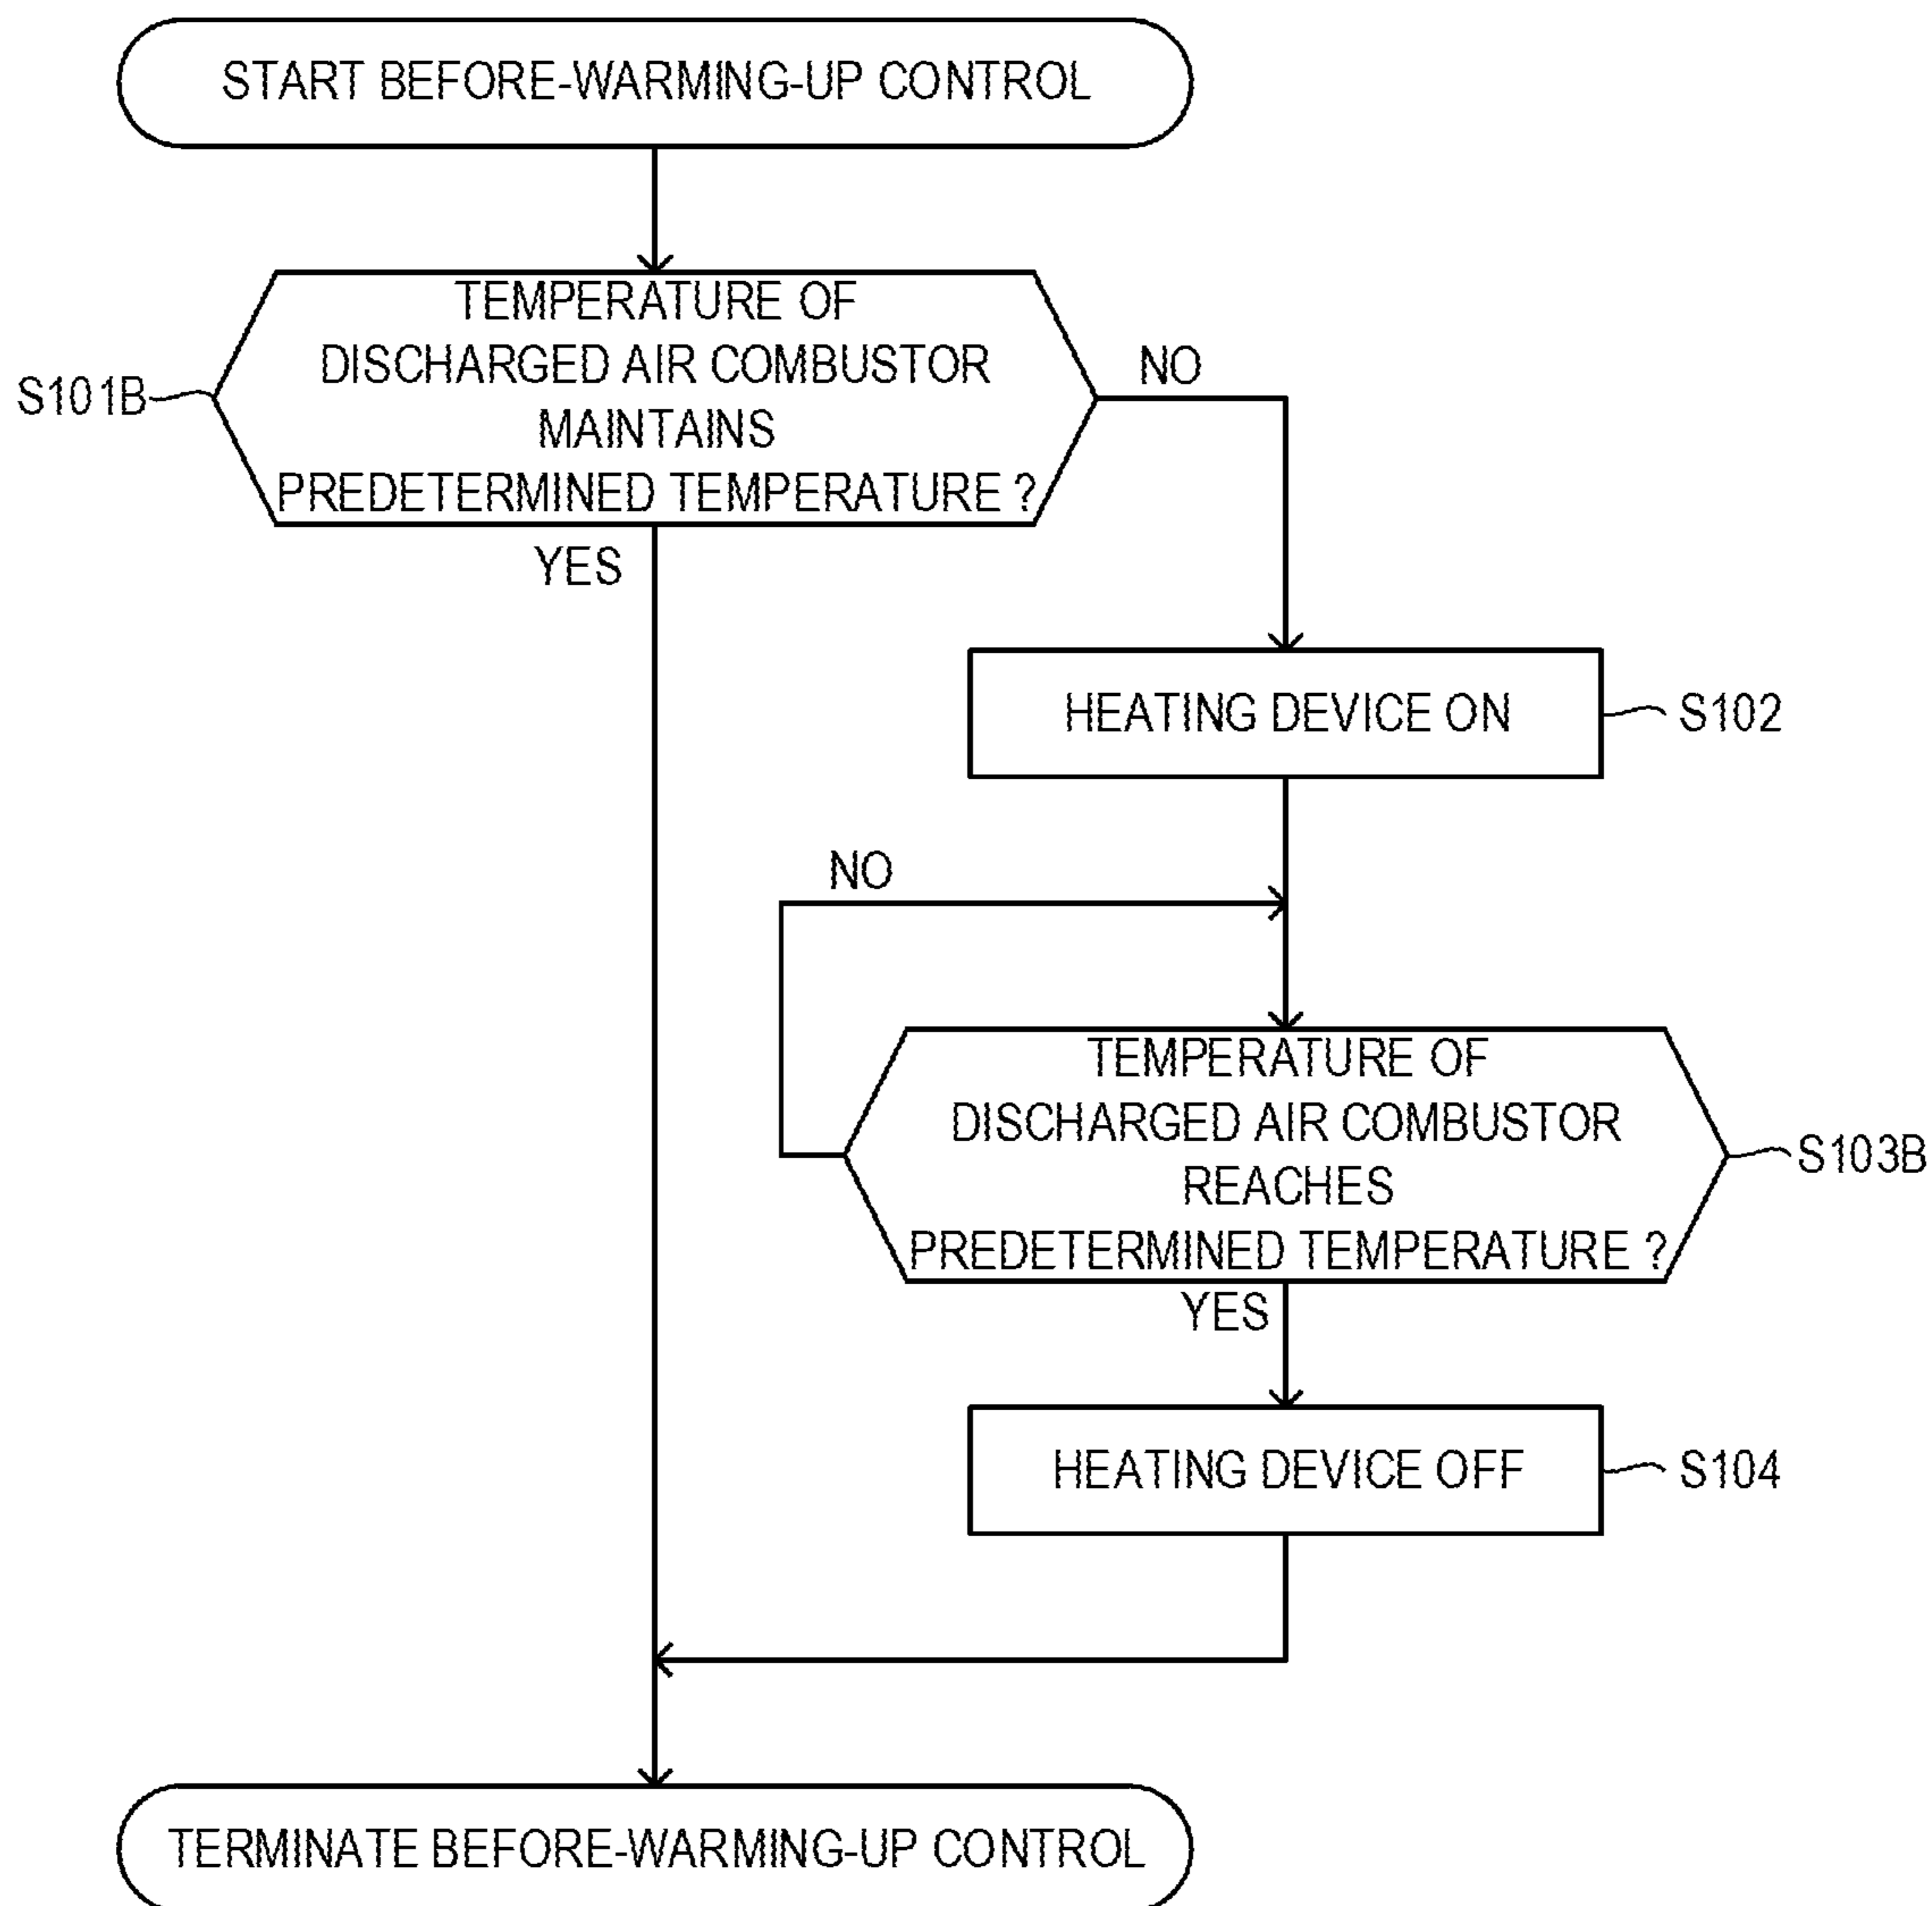 START BEFORE-WARMING-UP CONTROL
TEMPERATURE OF
DISCHARGED AIR COMBUSTOR
MAINTAINS
PREDETERMINED TEMPERATURE ?
S101B
NO
YES
HEATING DEVICE ON
S102
NO
TEMPERATURE OF
DISCHARGED AIR COMBUSTOR
REACHES
PREDETERMINED TEMPERATURE ?
S103B
YES
HEATING DEVICE OFF
S104
TERMINATE BEFORE-WARMING-UP CONTROL